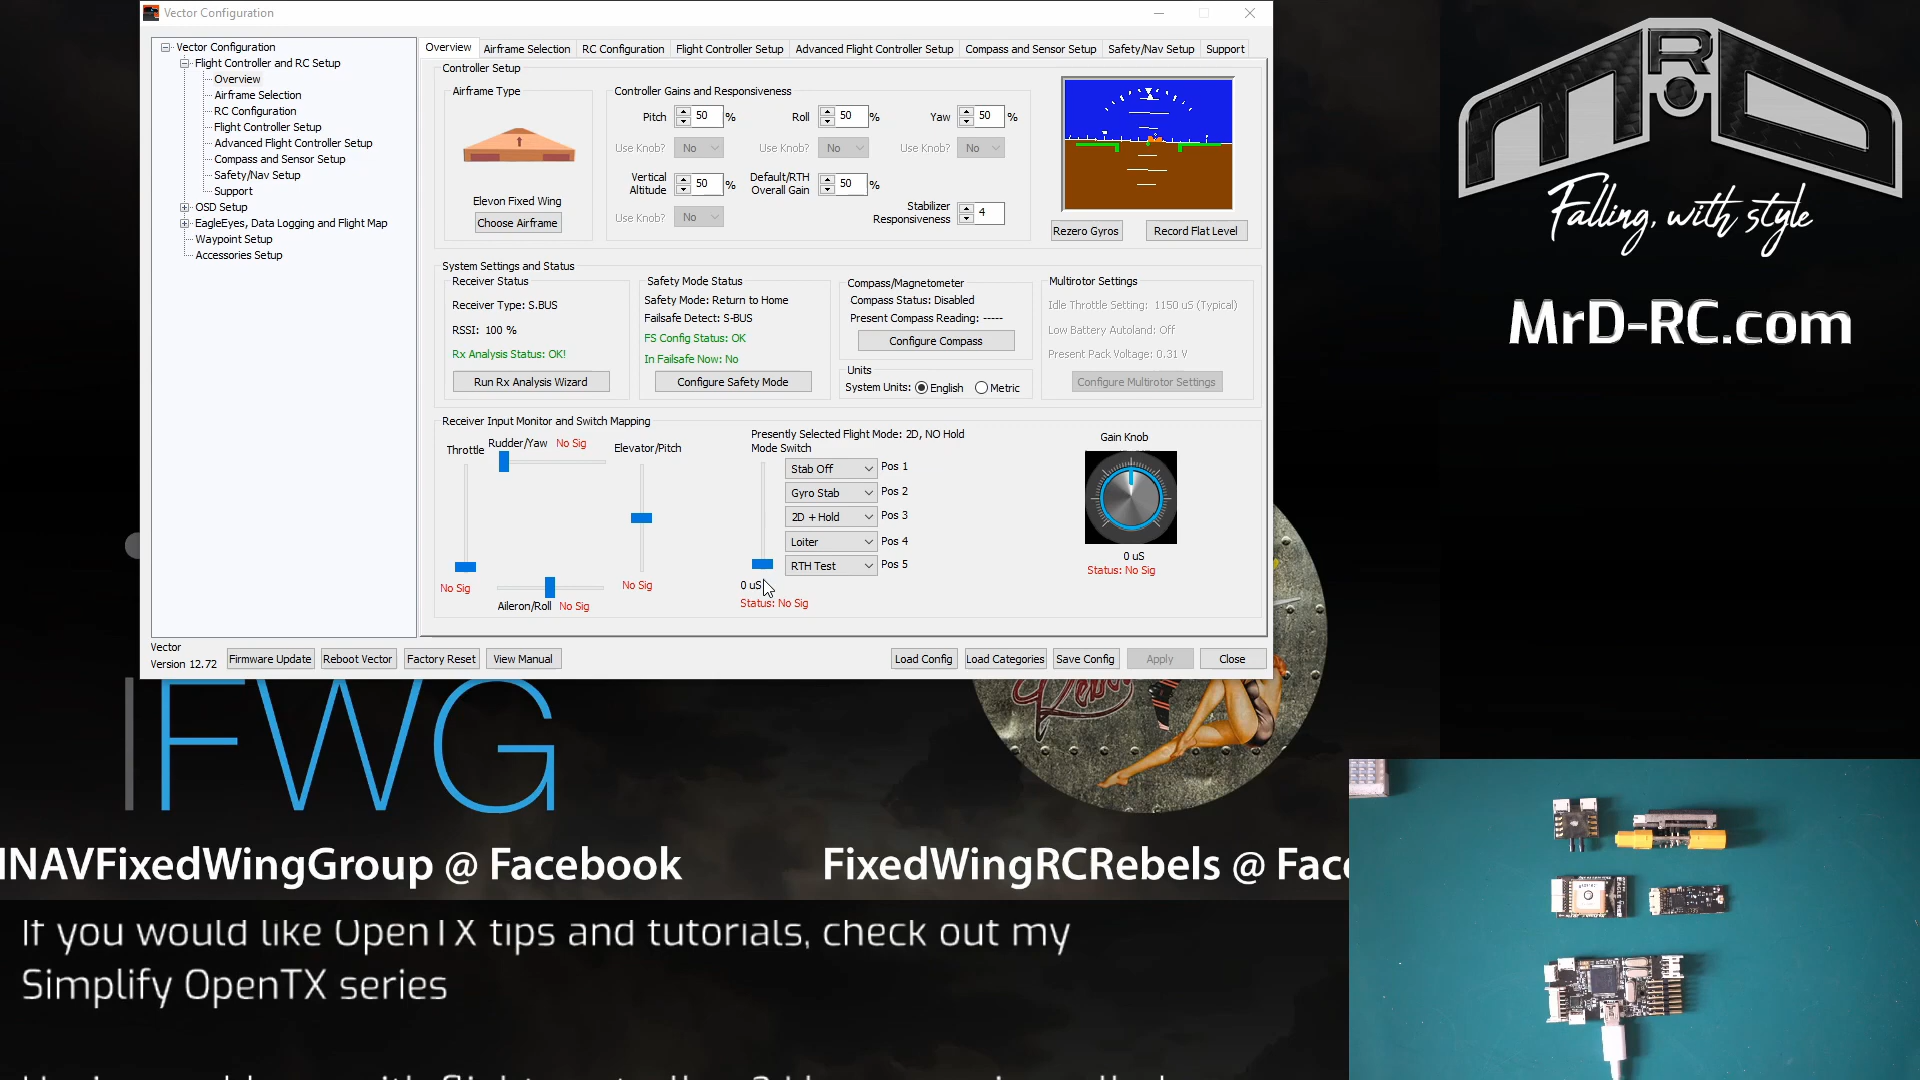 Vector Configuration
Vector Configuration
Flight Controller and RC Setup
Overview
Airframe Selection
RC Configuration
Flight Controller Setup
Advanced Flight Controller Setup
Compass and Sensor Setup
Safety/Nav Setup
Support
OSD Setup
EagleEyes, Data Logging and Flight Map
Waypoint Setup
Accessories Setup
Overview Airframe Selection RC Configuration Flight Controller Setup Advanced Flight Controller Setup Compass and Sensor Setup Safety/Nav Setup Support
Controller Setup
Airframe Type
Elevon Fixed Wing
Choose Airframe
Controller Gains and Responsiveness
Pitch 50 % Roll 50 % Yaw 50 %
Use Knob? No Use Knob? No Use Knob? No
Vertical Altitude 50 % Default/RTH Overall Gain 50 %
Use Knob? No
Stabilizer Responsiveness 4
Rezero Gyros Record Flat Level
System Settings and Status
Receiver Status
Receiver Type: S.BUS
RSSI: 100 %
Rx Analysis Status: OK!
Run Rx Analysis Wizard
Safety Mode Status
Safety Mode: Return to Home
Failsafe Detect: S-BUS
FS Config Status: OK
In Failsafe Now: No
Configure Safety Mode
Compass/Magnetometer
Compass Status: Disabled
Present Compass Reading: -----
Configure Compass
Units
System Units: English Metric
Multirotor Settings
Idle Throttle Setting: 1150 uS (Typical)
Low Battery Autoland: Off
Present Pack Voltage: 0.31 V
Configure Multirotor Settings
Receiver Input Monitor and Switch Mapping
Throttle
No Sig
Rudder/Yaw No Sig
Aileron/Roll No Sig
Elevator/Pitch
No Sig
Presently Selected Flight Mode: 2D, NO Hold
Mode Switch
Stab Off Pos 1
Gyro Stab Pos 2
2D +Hold Pos 3
Loiter Pos 4
RTH Test Pos 5
0 uS
Status: No Sig
Gain Knob
0 uS
Status: No Sig
Vector
Version 12.72
Firmware Update Reboot Vector Factory Reset View Manual Load Config Load Categories Save Config Apply Close
MRD
Falling, with style
MrD-RC.com
IFWG
INAVFixedWingGroup @ Facebook
FixedWingRCRebels @ Fac
If you would like OpenTX tips and tutorials, check out my
Simplify OpenTX series